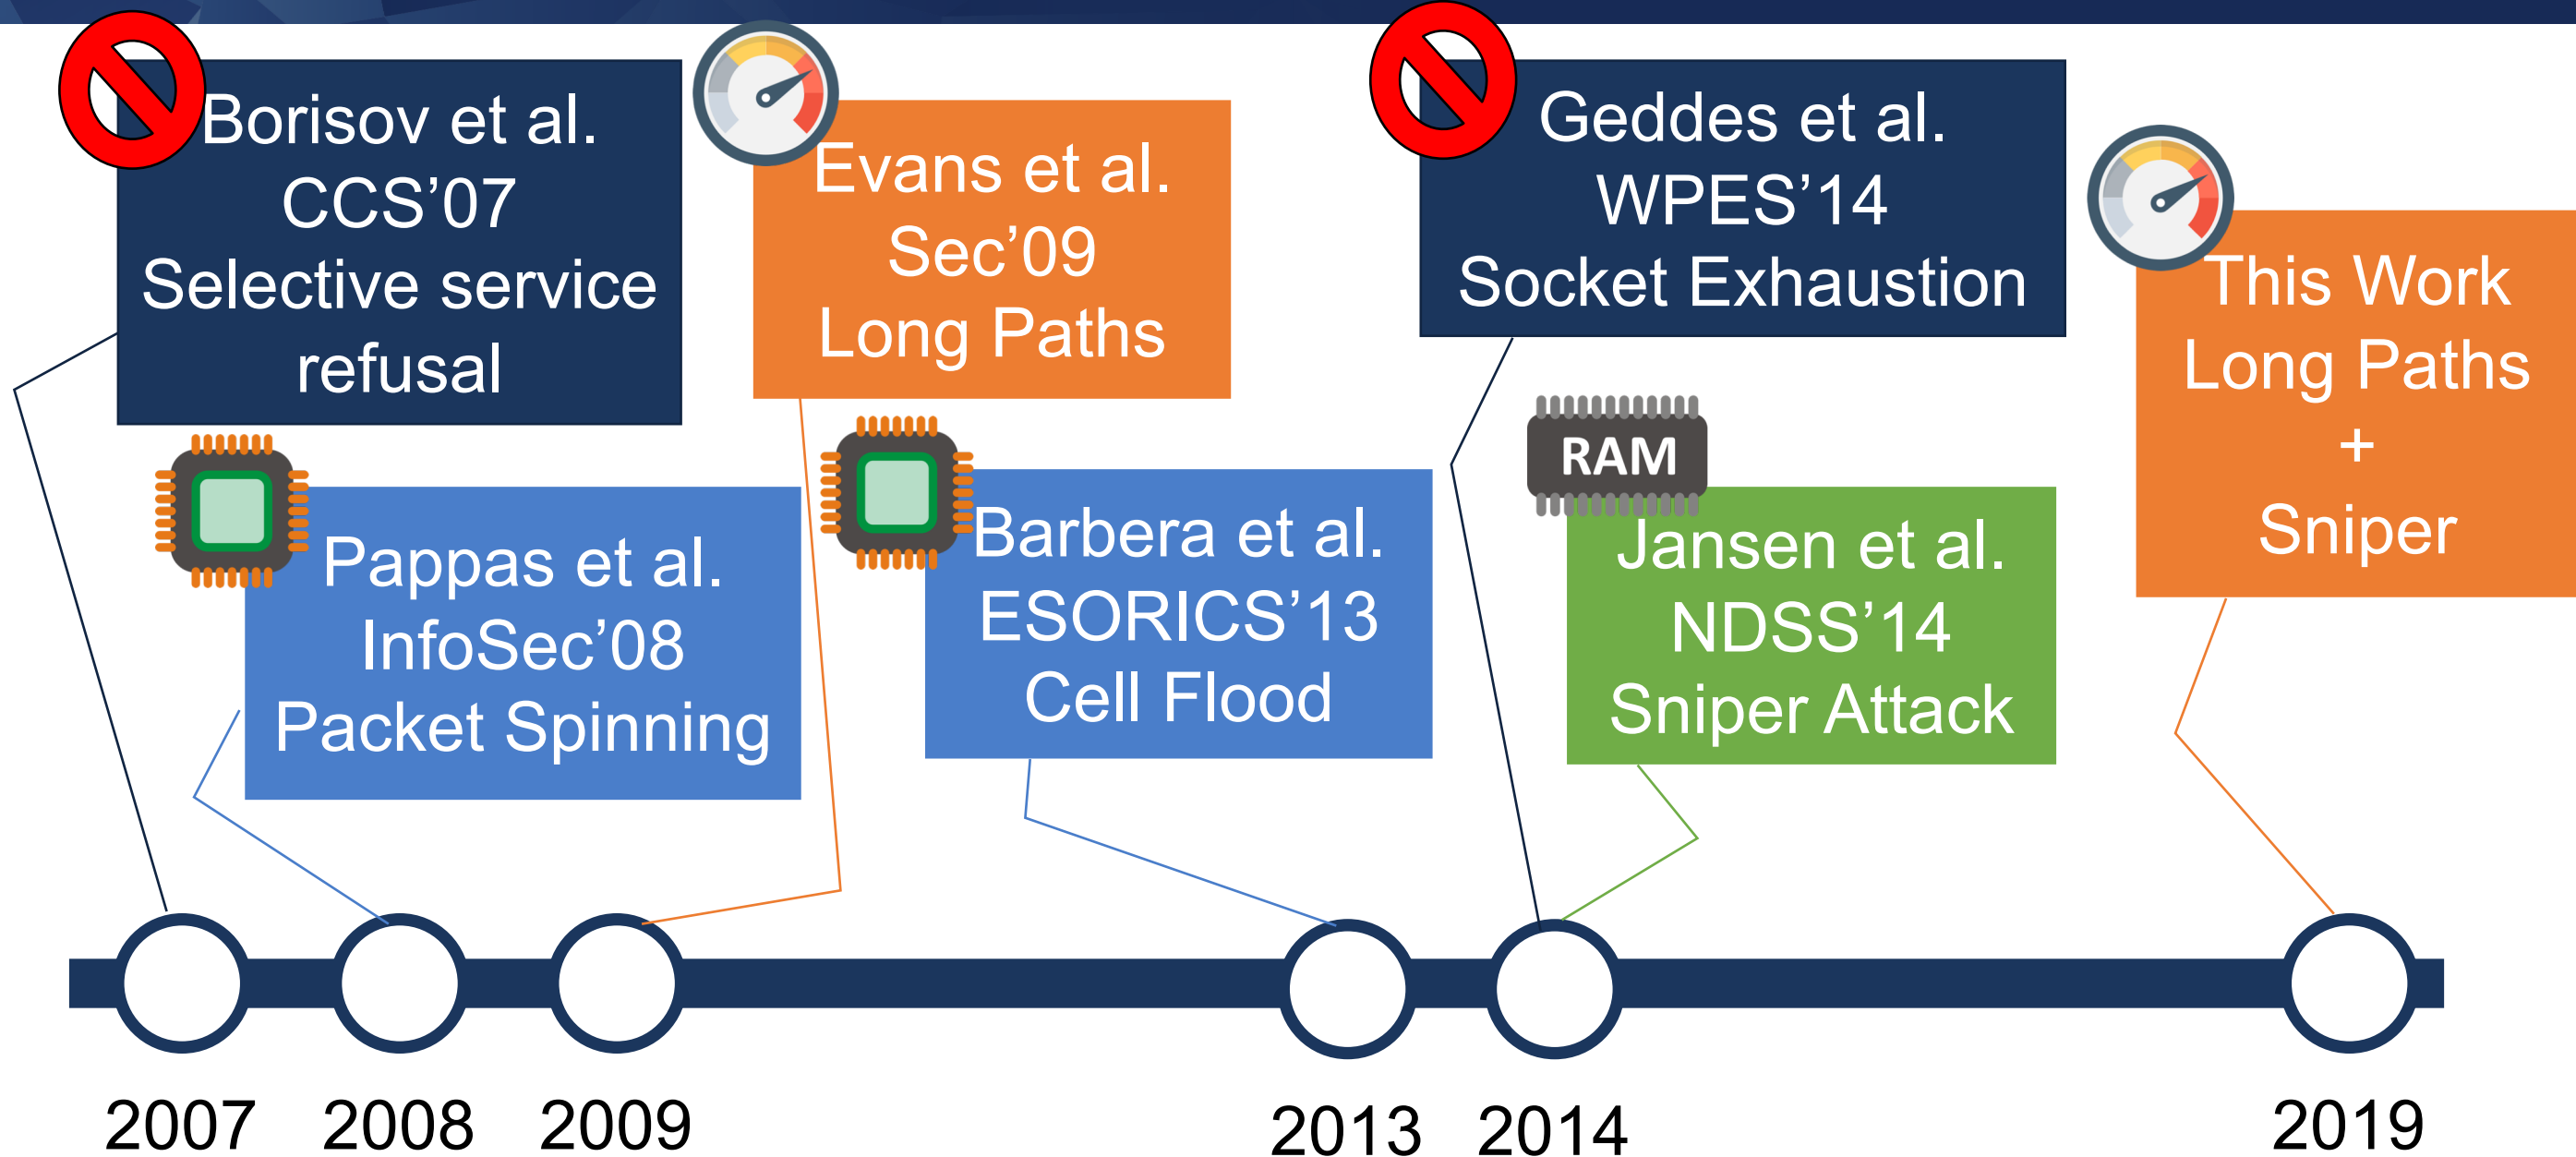 Borisov et al.
CCS’07
Selective service
refusal
Evans et al.
Sec’09
Long Paths
Geddes et al.
WPES’14
Socket Exhaustion
This Work
Long Paths
+
Sniper
Pappas et al.
InfoSec’08
Packet Spinning
Barbera et al.
ESORICS’13
Cell Flood
RAM
Jansen et al.
NDSS’14
Sniper Attack
2007
2008
2009
2013
2014
2019